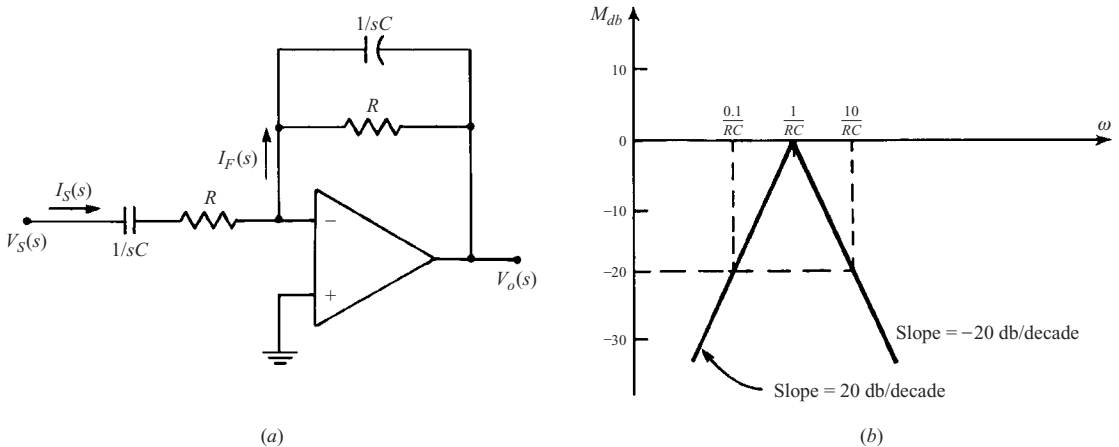 1/sC
R
I_F(s)
I_S(s)
R
V_S(s)
1/sC
−
+
V_o(s)
(a)
M_db
10
0
−10
−20
−30
0.1/RC
1/RC
10/RC
ω
Slope = −20 db/decade
Slope = 20 db/decade
(b)